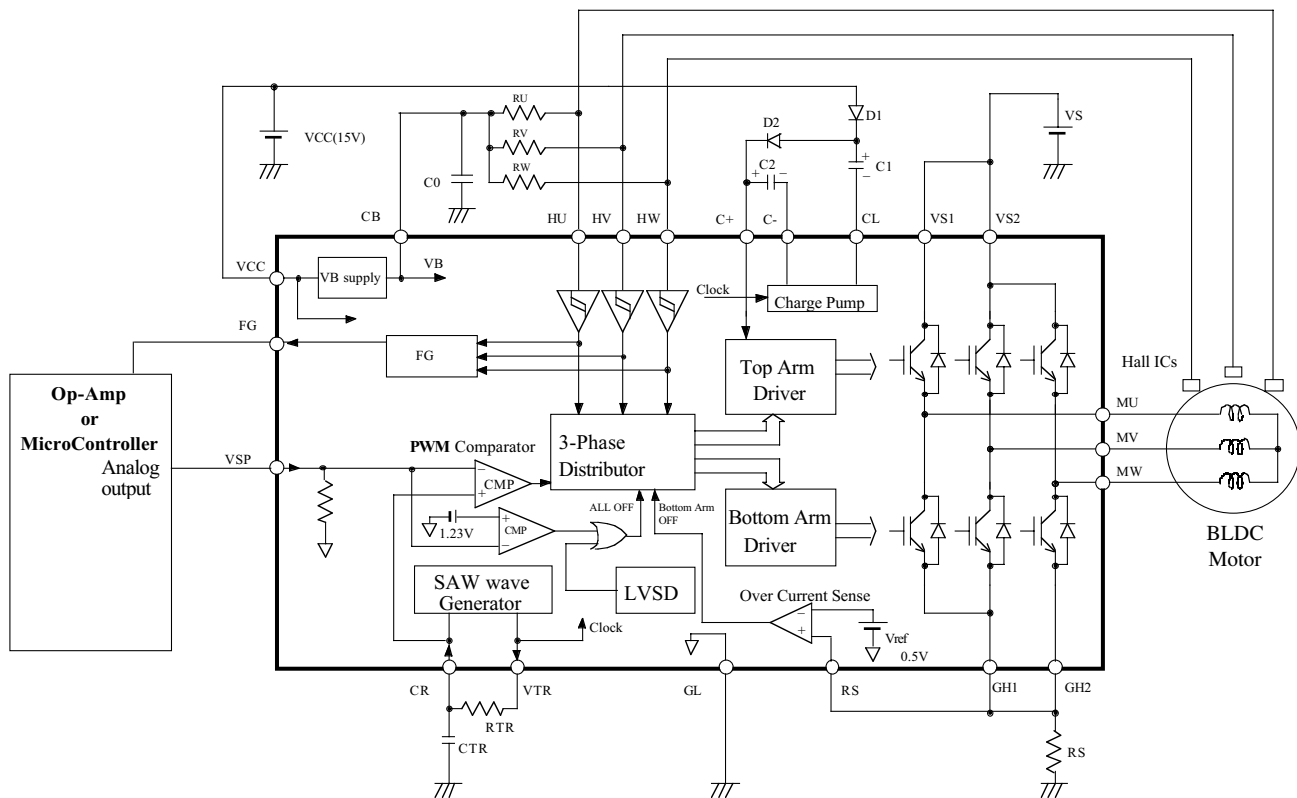 RU
D1
VS
VCC(15V)
RV
D2
RW
C2
+
−
+
−
C1
C0
CB
HU
HV
HW
C+
C-
CL
VS1
VS2
VCC
VB supply
VB
Clock
Charge Pump
FG
FG
Top Arm
Driver
Hall ICs
Op-Amp
or
MicroController
Analog
output
MU
MV
MW
VSP
PWM Comparator
−
+
CMP
3-Phase
Distributor
ALL OFF
Bottom Arm
OFF
1.23V
+
−
CMP
Bottom Arm
Driver
BLDC
Motor
SAW wave
Generator
LVSD
Over Current Sense
−
+
Vref
0.5V
Clock
CR
VTR
GL
RS
GH1
GH2
RTR
CTR
RS